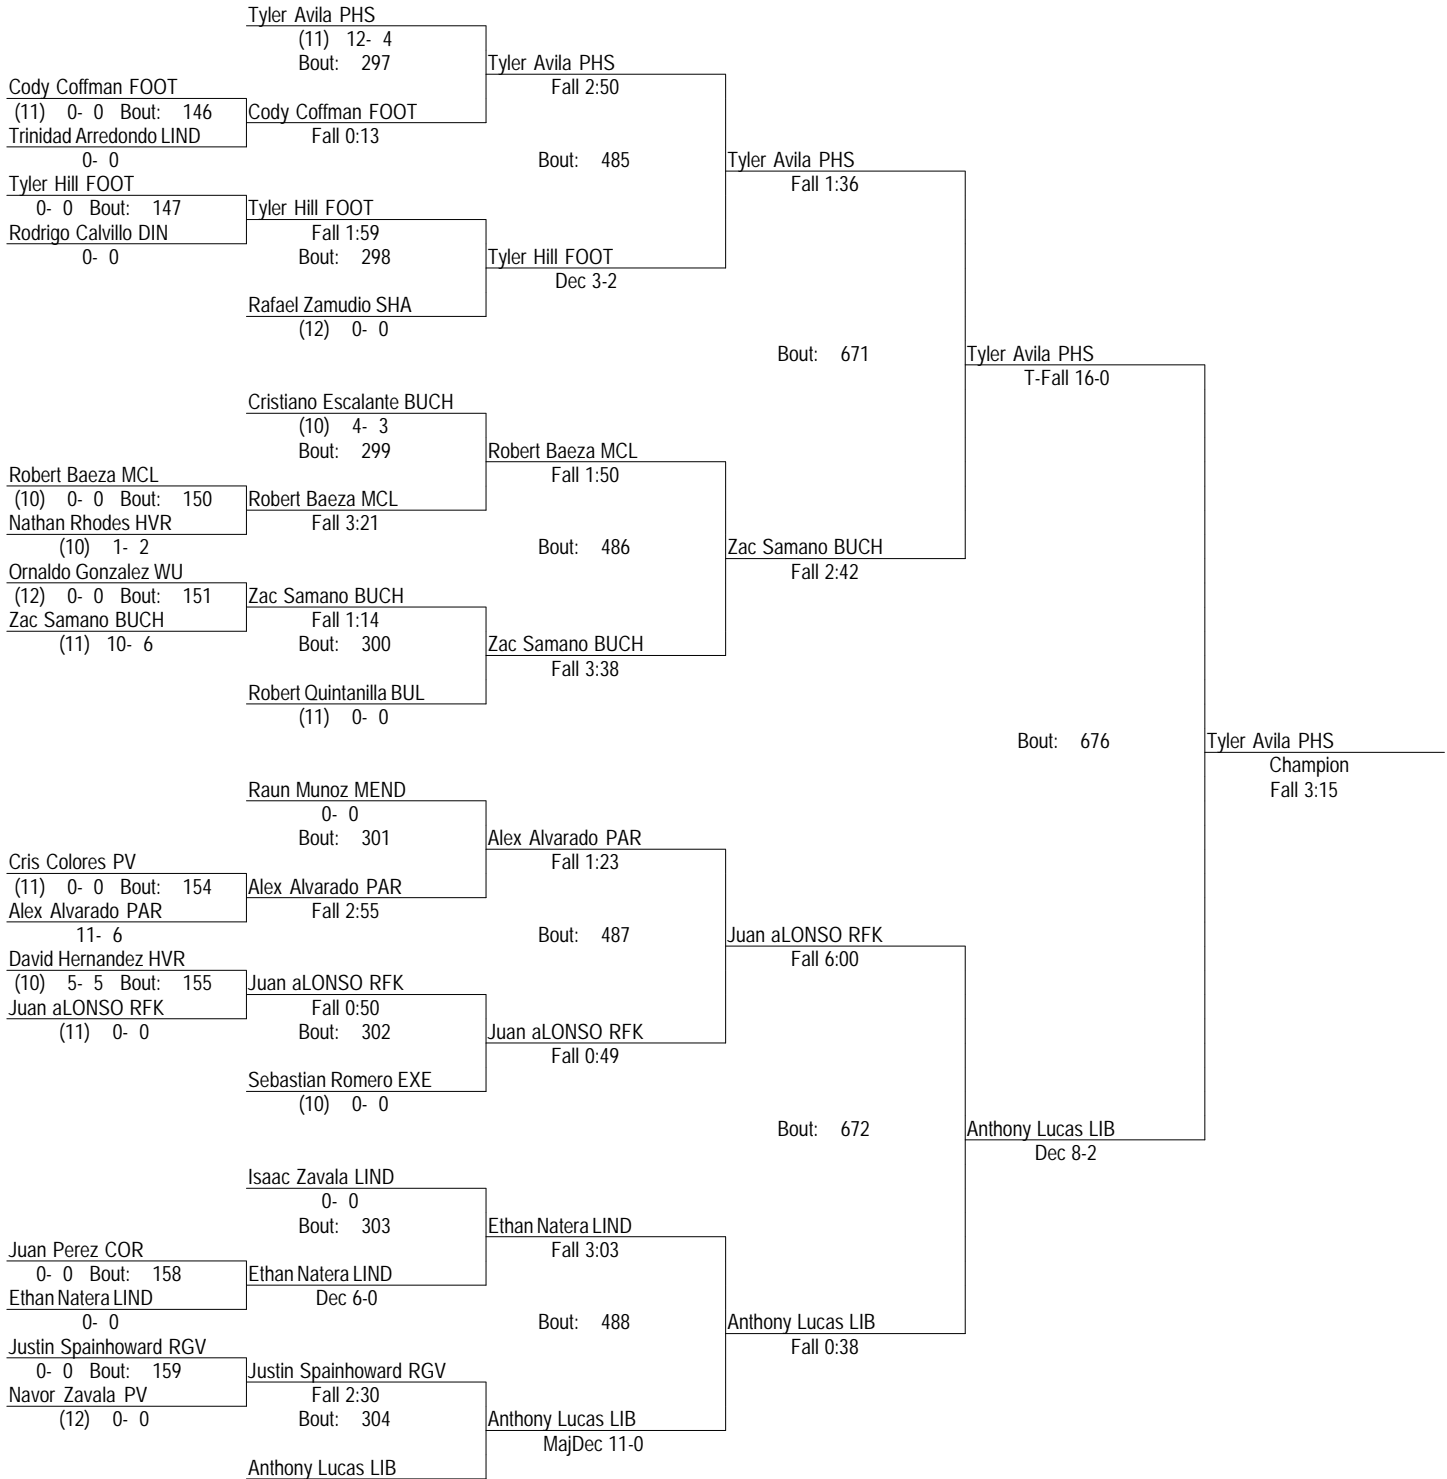 Tyler Avila PHS
(11) 12- 4
Bout: 297
Tyler Avila PHS
Fall 2:50
Cody Coffman FOOT
(11) 0- 0 Bout: 146
Cody Coffman FOOT
Trinidad Arredondo LIND
Fall 0:13
0- 0
Bout: 485
Tyler Avila PHS
Tyler Hill FOOT
Fall 1:36
0- 0 Bout: 147
Tyler Hill FOOT
Rodrigo Calvillo DIN
Fall 1:59
0- 0
Bout: 298
Tyler Hill FOOT
Dec 3-2
Rafael Zamudio SHA
(12) 0- 0
Bout: 671
Tyler Avila PHS
T-Fall 16-0
Cristiano Escalante BUCH
(10) 4- 3
Bout: 299
Robert Baeza MCL
Fall 1:50
Robert Baeza MCL
(10) 0- 0 Bout: 150
Robert Baeza MCL
Nathan Rhodes HVR
Fall 3:21
(10) 1- 2
Bout: 486
Zac Samano BUCH
Ornaldo Gonzalez WU
Fall 2:42
(12) 0- 0 Bout: 151
Zac Samano BUCH
Zac Samano BUCH
Fall 1:14
(11) 10- 6
Bout: 300
Zac Samano BUCH
Fall 3:38
Robert Quintanilla BUL
(11) 0- 0
Bout: 676
Tyler Avila PHS
Champion
Fall 3:15
Raun Munoz MEND
0- 0
Bout: 301
Alex Alvarado PAR
Fall 1:23
Cris Colores PV
(11) 0- 0 Bout: 154
Alex Alvarado PAR
Alex Alvarado PAR
Fall 2:55
11- 6
Bout: 487
Juan aLONSO RFK
David Hernandez HVR
Fall 6:00
(10) 5- 5 Bout: 155
Juan aLONSO RFK
Juan aLONSO RFK
Fall 0:50
(11) 0- 0
Bout: 302
Juan aLONSO RFK
Fall 0:49
Sebastian Romero EXE
(10) 0- 0
Bout: 672
Anthony Lucas LIB
Dec 8-2
Isaac Zavala LIND
0- 0
Bout: 303
Ethan Natera LIND
Fall 3:03
Juan Perez COR
0- 0 Bout: 158
Ethan Natera LIND
Ethan Natera LIND
Dec 6-0
0- 0
Bout: 488
Anthony Lucas LIB
Justin Spainhoward RGV
Fall 0:38
0- 0 Bout: 159
Justin Spainhoward RGV
Navor Zavala PV
Fall 2:30
(12) 0- 0
Bout: 304
Anthony Lucas LIB
MajDec 11-0
Anthony Lucas LIB